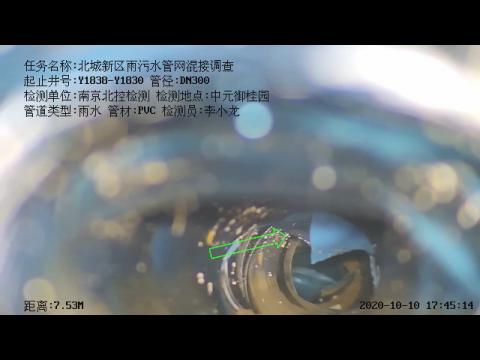 任务名称:北城新区雨污水管网混接调查
起止井号:Y1838-Y1830 管径:DN300
检测单位:南京北控检测 检测地点:中元御桂园
管道类型:雨水 管材:PVC 检测员:李小龙
距离:7.53M
2020-10-10 17:45:14